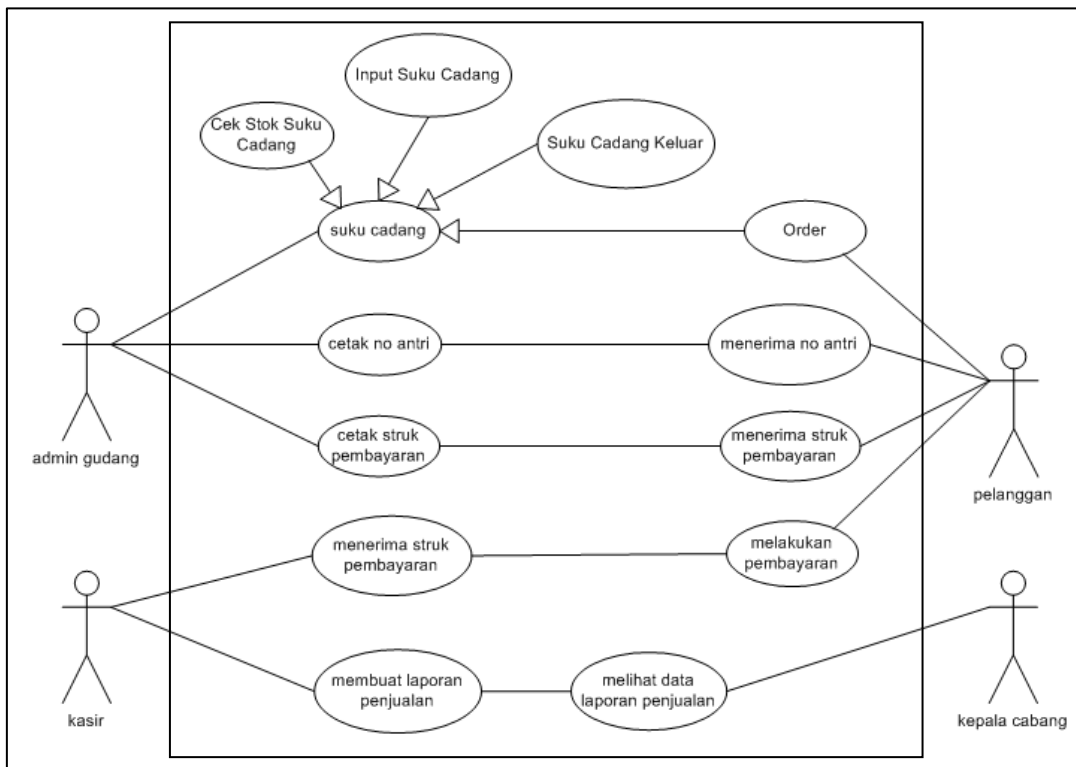 Input Suku Cadang
Cek Stok Suku
Cadang
Suku Cadang Keluar
suku cadang
Order
cetak no antri
menerima no antri
admin gudang
cetak struk
pembayaran
menerima struk
pembayaran
pelanggan
menerima struk
pembayaran
melakukan
pembayaran
kasir
membuat laporan
penjualan
melihat data
laporan penjualan
kepala cabang